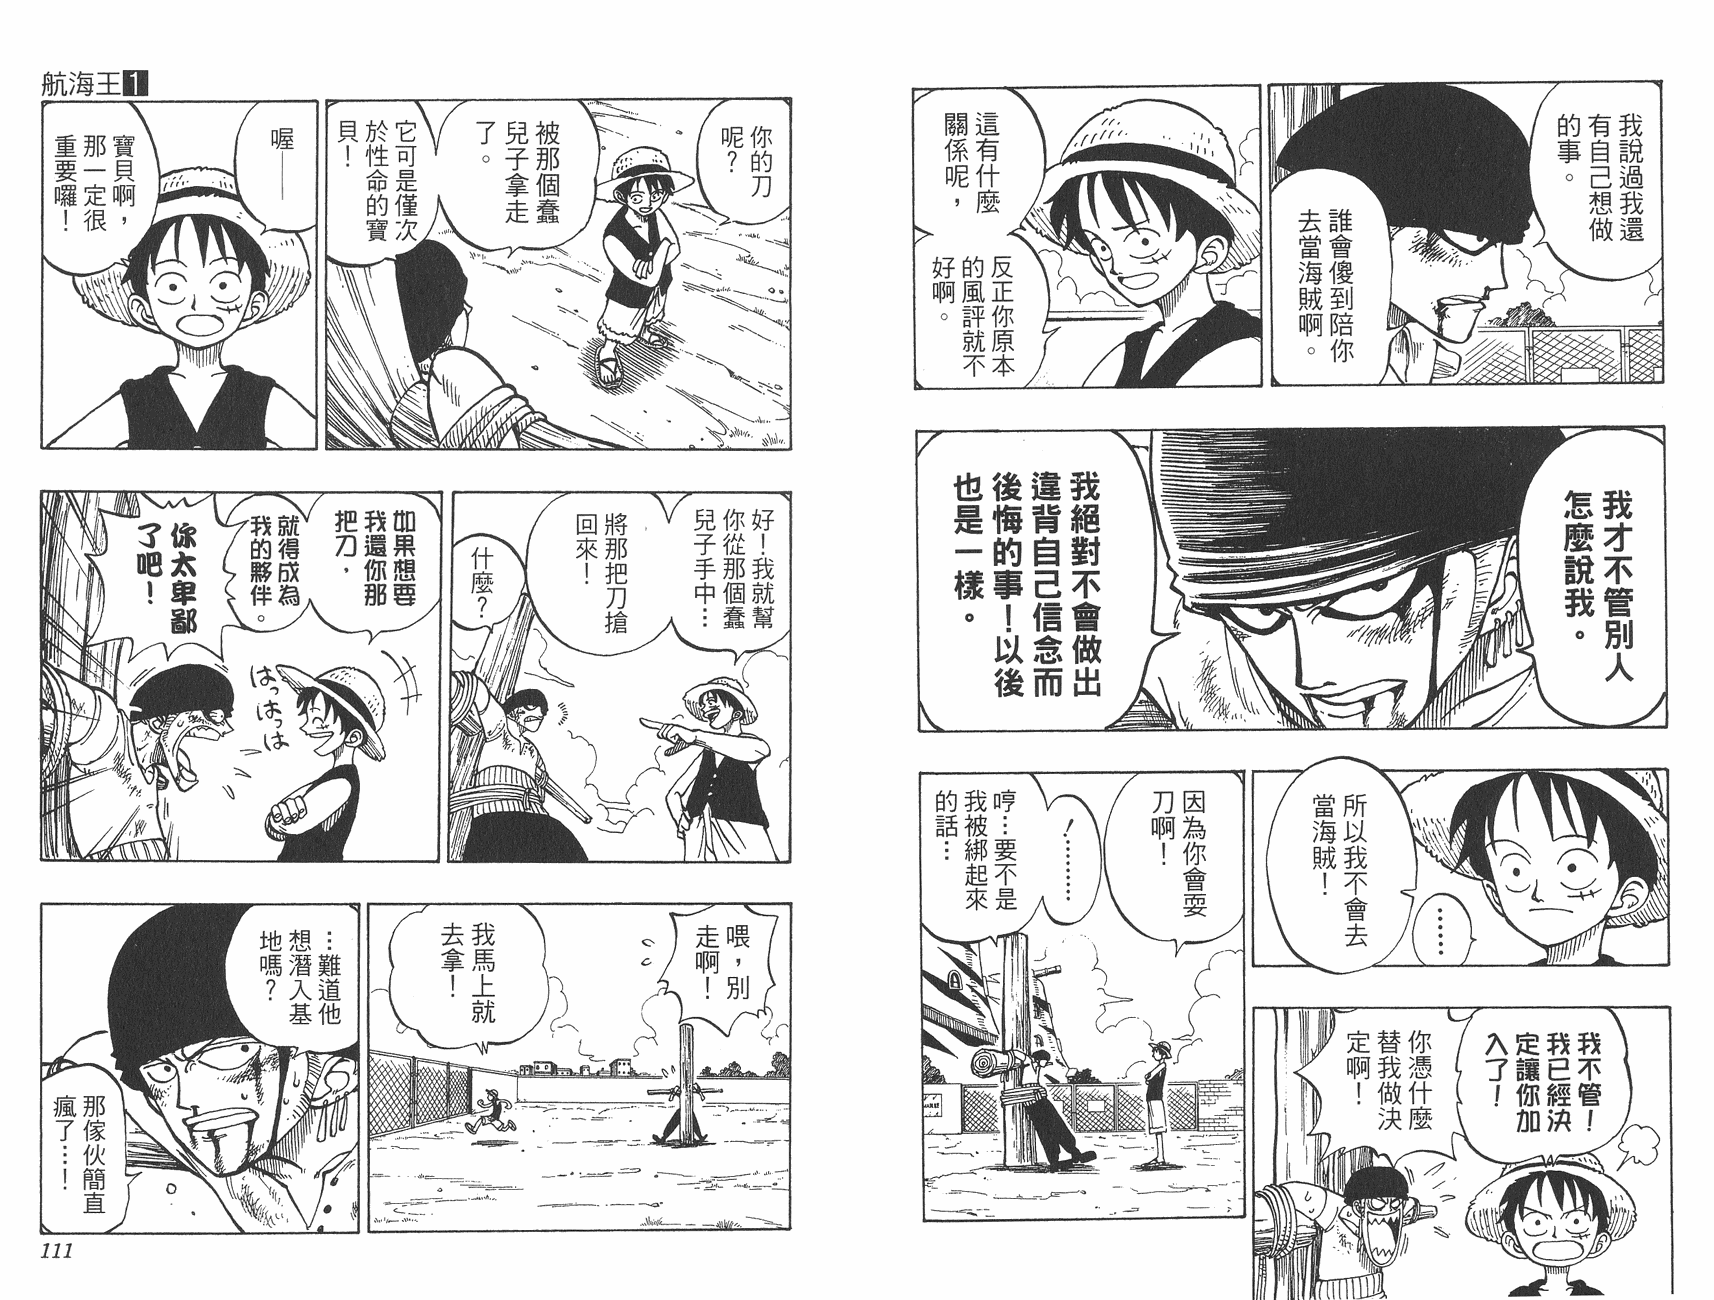 我說過我還
有自己想做
的事。
誰會傻到陪你
去當海賊啊。
這有什麼
關係呢，
反正你原本
的風評就不
好啊。
我才不管別人
怎麼說我。
我絕對不會做出
違背自己信念而
後悔的事！以後
也是一樣。
所以我不會去
當海賊！
……
我不管！
我已經決
定讓你加
入了！
你憑什麼
替我做決
定啊！
因為你會耍
刀啊！
！………
哼…要不是
我被綁起來
的話…
航海王1
你的刀
呢？
被那個蠢
兒子拿走
了。
它可是僅次
於性命的寶
貝！
喔——
寶貝啊，
那一定很
重要囉！
好！我就幫
你從那個蠢
兒子手中…
將那把刀搶
回來！
什麼？
如果想要
我還你那
把刀，
就得成為
我的夥伴。
你太卑鄙
了吧！
はっはっはっは
喂，別
走啊！
我馬上就
去拿！
…難道他
想潛入基
地嗎？
那傢伙簡直
瘋了…！
111